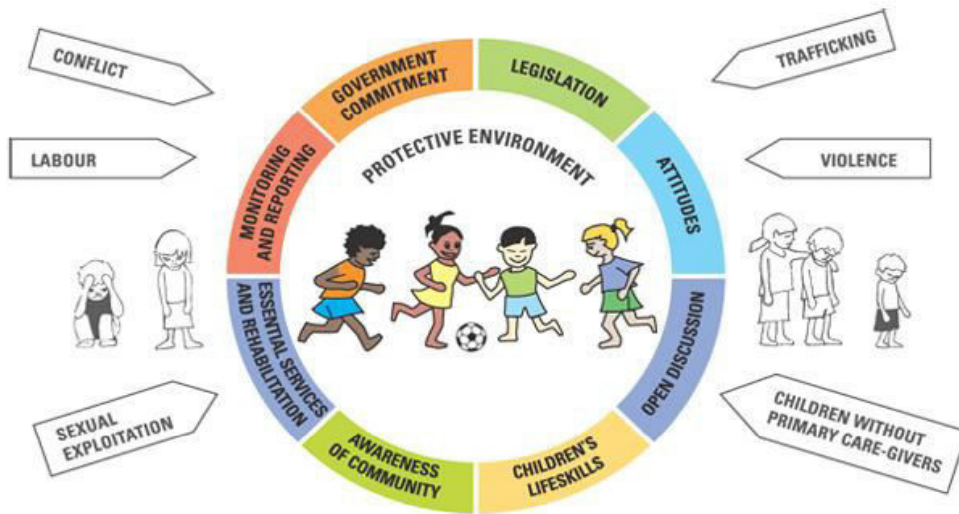 CONFLICT
LABOUR
SEXUAL
EXPLOITATION
GOVERNMENT
COMMITMENT
LEGISLATION
ATTITUDES
OPEN DISCUSSION
CHILDREN'S
LIFESKILLS
AWARENESS
OF COMMUNITY
ESSENTIAL SERVICES
AND REHABILITATION
MONITORING
AND REPORTING
PROTECTIVE ENVIRONMENT
TRAFFICKING
VIOLENCE
CHILDREN WITHOUT
PRIMARY CARE-GIVERS